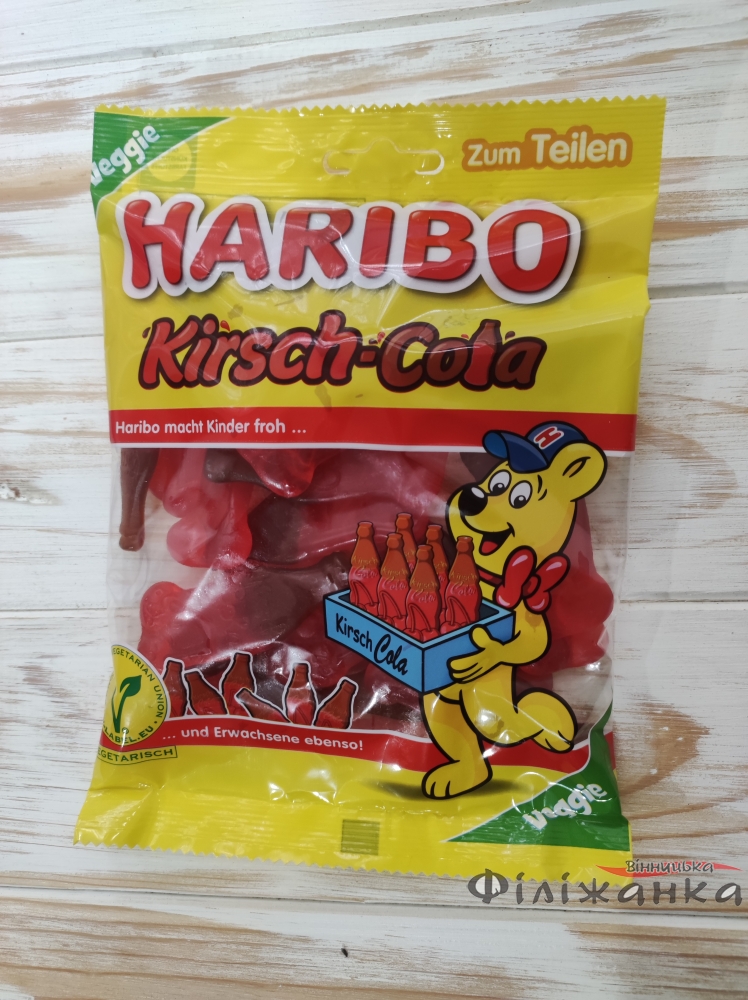 Veggie
Zum Teilen
HARIBO
Kirsch-Cola
Haribo macht Kinder froh ...
H
Kirsch Cola
VEGETARIAN UNION
LABEL.EU
VEGETARISCH
... und Erwachsene ebenso!
Veggie
Вінницька
Філіжанка